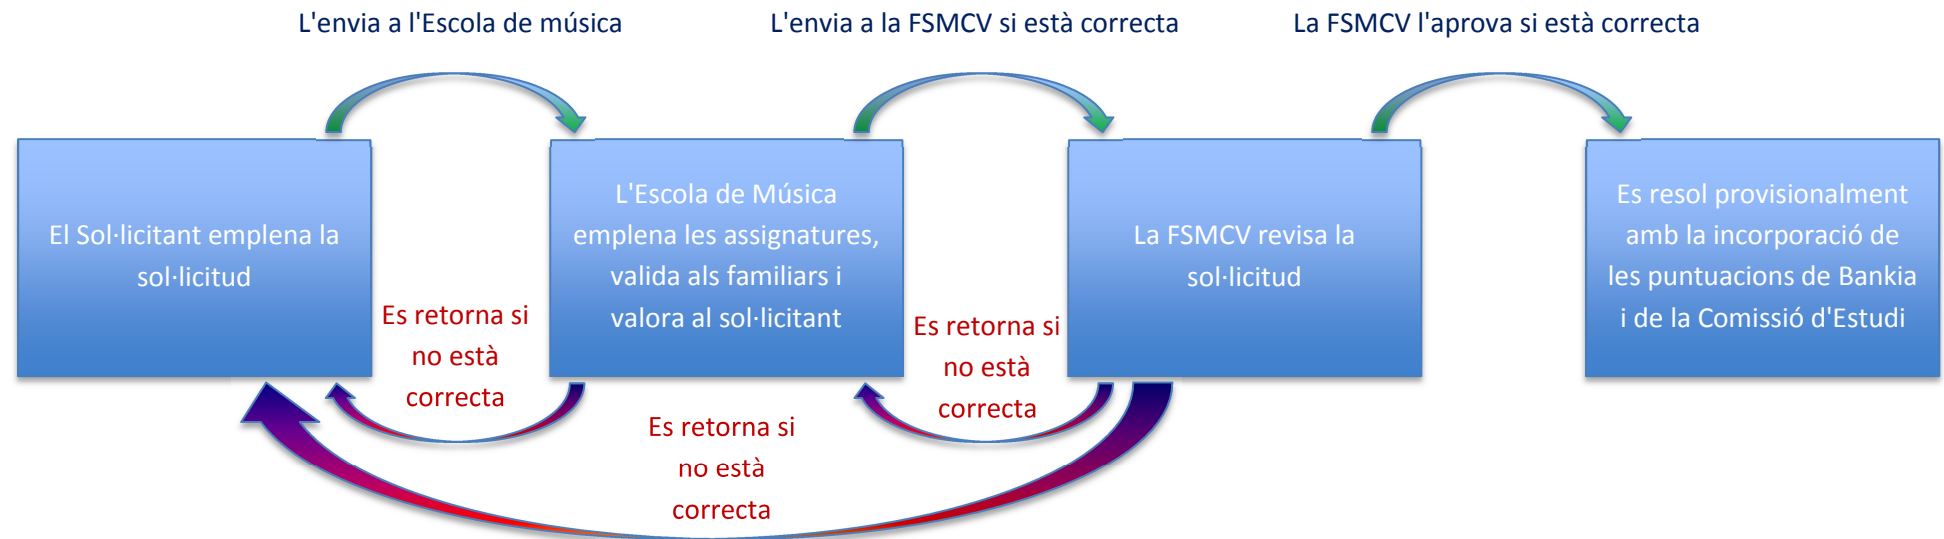 L'envia a l'Escola de música
L'envia a la FSMCV si està correcta
La FSMCV l'aprova si està correcta
El Sol·licitant emplena la
sol·licitud
L'Escola de Música
emplena les assignatures,
valida als familiars i
valora al sol·licitant
La FSMCV revisa la
sol·licitud
Es resol provisionalment
amb la incorporació de
les puntuacions de Bankia
i de la Comissió d'Estudi
Es retorna si
no està
correcta
Es retorna si
no està
correcta
Es retorna si
no està
correcta